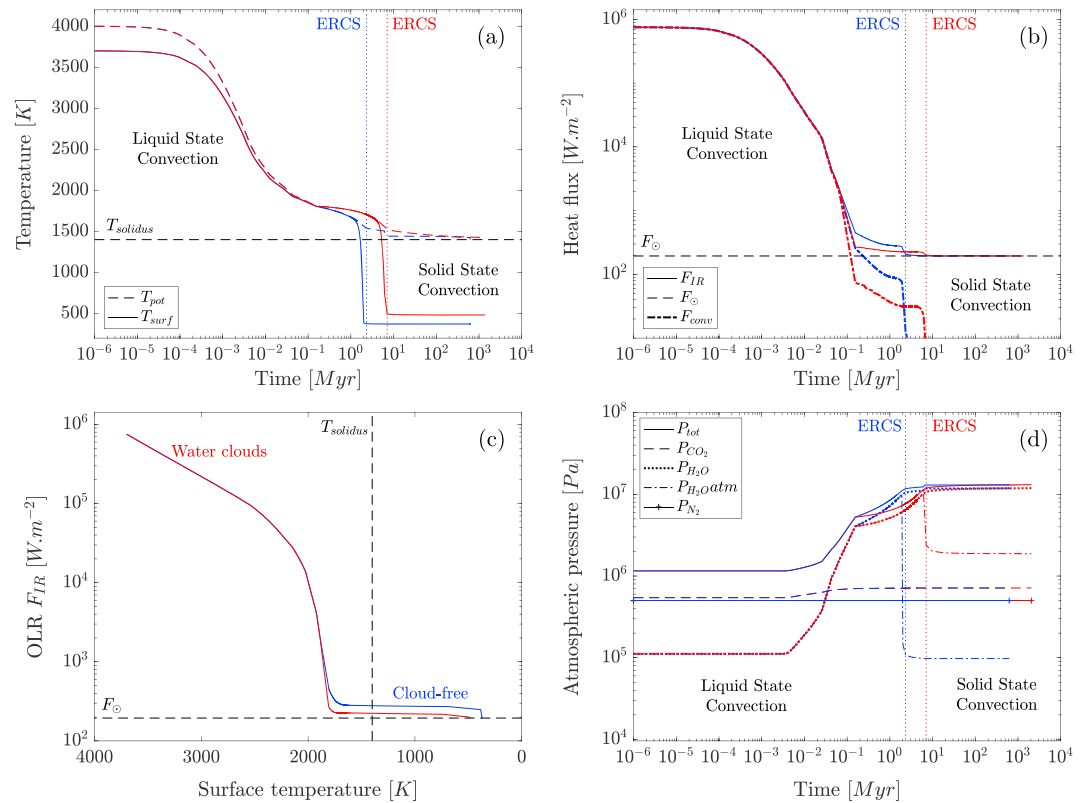 ERCS ERCS
(a)
4000
3500
3000
2500
2000
1500
1000
500
Temperature [K]
Liquid State
Convection
T_solidus
Solid State
Convection
T_pot
T_surf
10^-6 10^-5 10^-4 10^-3 10^-2 10^-1 10^0 10^1 10^2 10^3 10^4
Time [Myr]
(b)
10^6
10^4
10^2
Heat flux [W.m^-2]
Liquid State
Convection
F_⊙
Solid State
Convection
F_IR
F_⊙
F_conv
10^-6 10^-5 10^-4 10^-3 10^-2 10^-1 10^0 10^1 10^2 10^3 10^4
Time [Myr]
(c)
10^6
10^5
10^4
10^3
10^2
OLR F_IR [W.m^-2]
T_solidus
Water clouds
Cloud-free
F_⊙
4000 3000 2000 1000 0
Surface temperature [K]
ERCS ERCS
(d)
10^8
10^7
10^6
10^5
10^4
Atmospheric pressure [Pa]
P_tot
P_CO_2
P_H_2O
P_H_2Oatm
P_N_2
Liquid State
Convection
Solid State
Convection
10^-6 10^-5 10^-4 10^-3 10^-2 10^-1 10^0 10^1 10^2 10^3 10^4
Time [Myr]